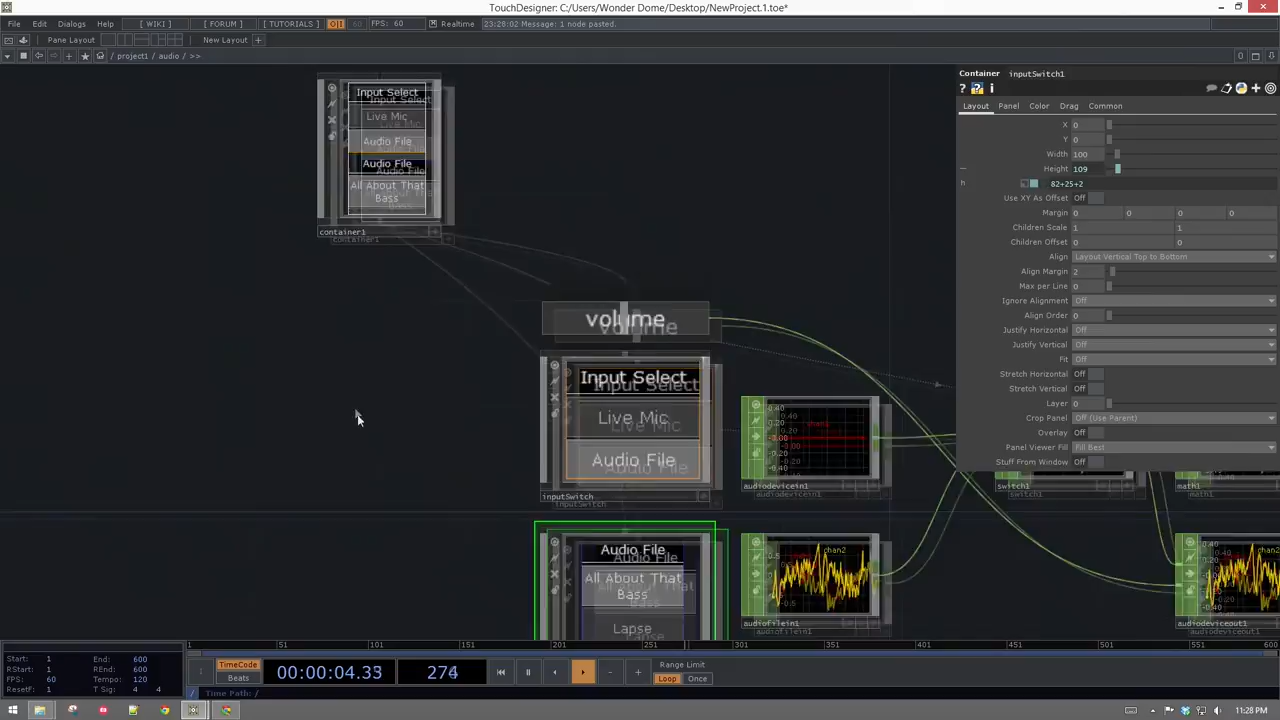 TouchDesigner: C:/Users/Wonder Dome/Desktop/NewProject.1.toe*
File Edit Dialogs Help [ WIKI ] [ FORUM ] [ TUTORIALS ] O|I FPS: 60 Realtime 23:28:02 Message: 1 node pasted.
Pane Layout New Layout +
/ project1 / audio / >>
Container inputSwitch1
Layout Panel Color Drag Common
X 0
Y 0
Width 100
Height 109
82+25+2
Use XY As Offset Off
Margin 0 0 0 0
Children Scale 1 1
Children Offset 0 0
Align Layout Vertical Top to Bottom
Align Margin 2
Max per Line 0
Ignore Alignment Off
Align Order 0
Justify Horizontal Off
Justify Vertical Off
Fit Off
Stretch Horizontal Off
Stretch Vertical Off
Layer 0
Crop Panel Off (Use Parent)
Overlay Off
Panel Viewer Fill Fill Best
Stuff From Window Off
Input Select
Live Mic
Audio File
Audio File
All About That
Bass
container1
volume
Input Select
Live Mic
Audio File
inputSwitch
audiodevicein1
switch1
math1
Audio File
All About That
Bass
Lapse
chan2
audiofilein1
audiodeviceout1
1 51 101 151 201 251 301 351 401 451 501 551 600
Start: 1 End: 600
RStart: 1 REnd: 600
FPS: 60 Tempo: 120
ResetF: 1 T Sig: 4 4
TimeCode
Beats
00:00:04.33
274
Range Limit
Loop Once
/ Time Path: /
11:28 PM